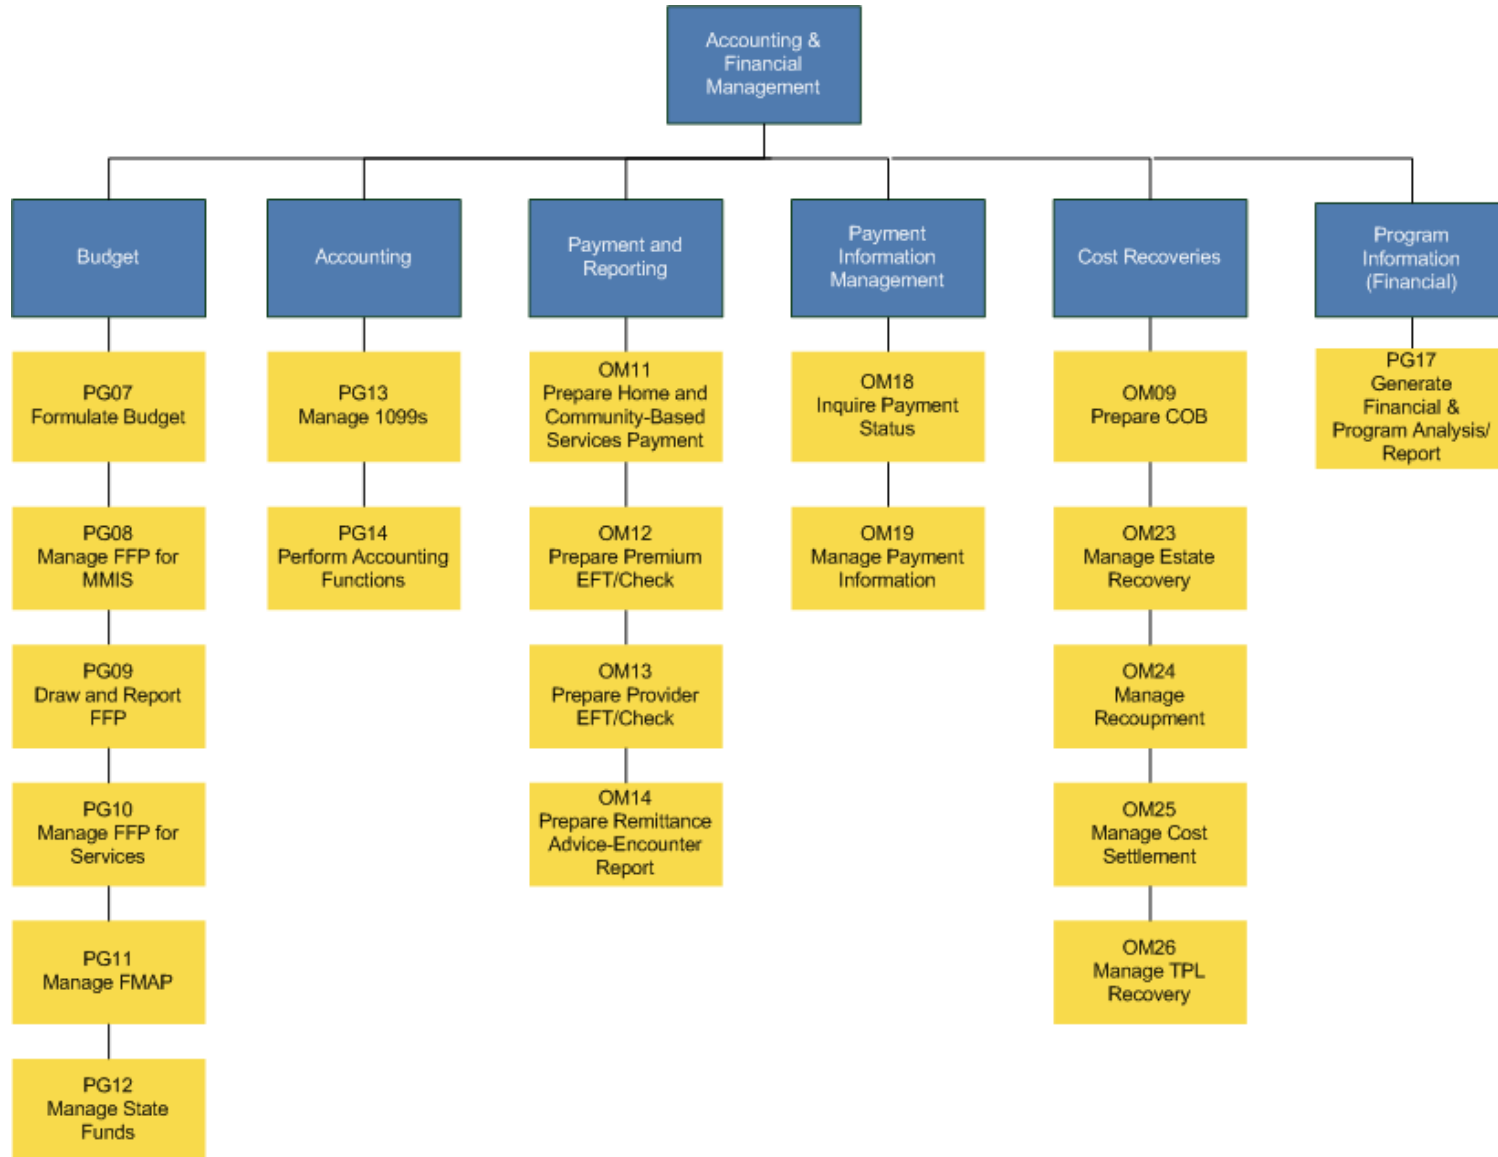 Accounting &
Financial
Management
Budget
Accounting
Payment and
Reporting
Payment
Information
Management
Cost Recoveries
Program
Information
(Financial)
PG07
Formulate Budget
PG08
Manage FFP for
MMIS
PG09
Draw and Report
FFP
PG10
Manage FFP for
Services
PG11
Manage FMAP
PG12
Manage State
Funds
PG13
Manage 1099s
PG14
Perform Accounting
Functions
OM11
Prepare Home and
Community-Based
Services Payment
OM12
Prepare Premium
EFT/Check
OM13
Prepare Provider
EFT/Check
OM14
Prepare Remittance
Advice-Encounter
Report
OM18
Inquire Payment
Status
OM19
Manage Payment
Information
OM09
Prepare COB
OM23
Manage Estate
Recovery
OM24
Manage
Recoupment
OM25
Manage Cost
Settlement
OM26
Manage TPL
Recovery
PG17
Generate
Financial &
Program Analysis/
Report